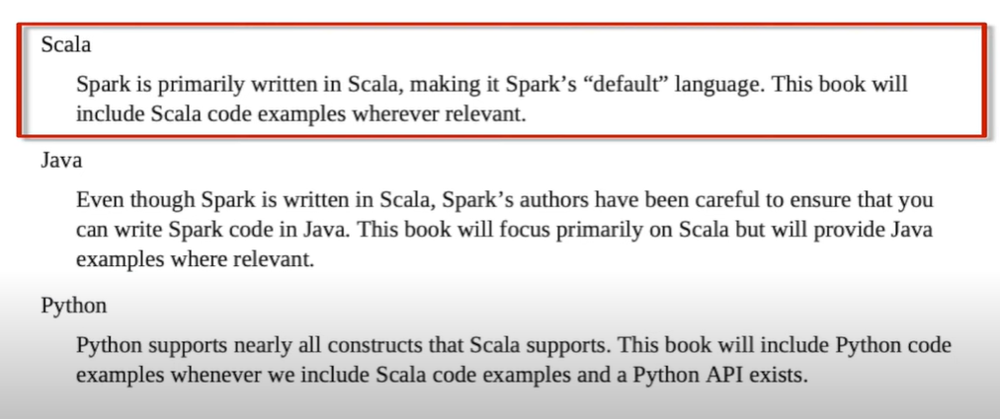 Scala
Spark is primarily written in Scala, making it Spark’s “default” language. This book will
include Scala code examples wherever relevant.
Java
Even though Spark is written in Scala, Spark’s authors have been careful to ensure that you
can write Spark code in Java. This book will focus primarily on Scala but will provide Java
examples where relevant.
Python
Python supports nearly all constructs that Scala supports. This book will include Python code
examples whenever we include Scala code examples and a Python API exists.